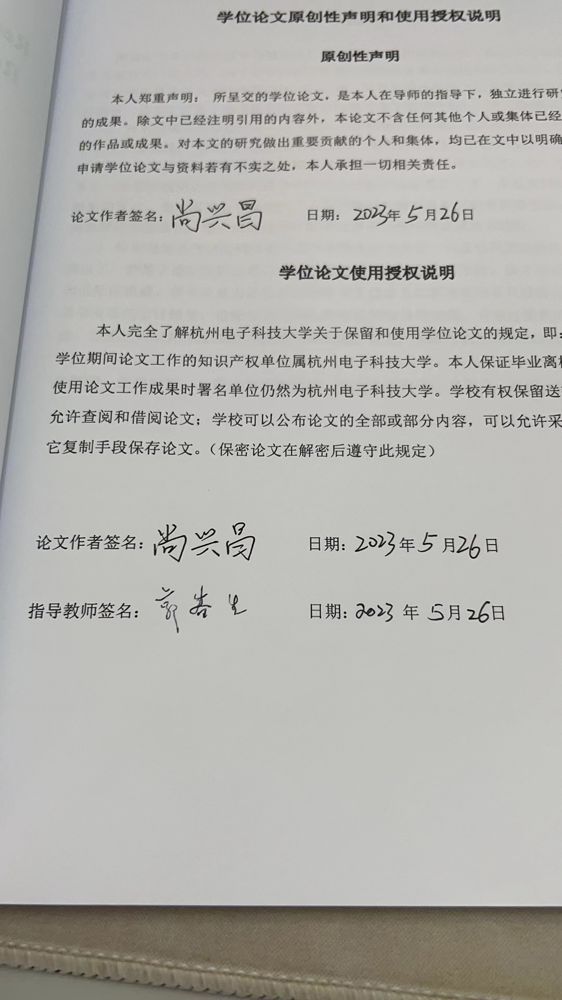 学位论文原创性声明和使用授权说明
原创性声明
本人郑重声明： 所呈交的学位论文，是本人在导师的指导下，独立进行研究
的成果。除文中已经注明引用的内容外，本论文不含任何其他个人或集体已经
的作品或成果。对本文的研究做出重要贡献的个人和集体，均已在文中以明确
申请学位论文与资料若有不实之处，本人承担一切相关责任。
论文作者签名：尚兴昌 日期： 2023年 5 月26日
学位论文使用授权说明
本人完全了解杭州电子科技大学关于保留和使用学位论文的规定，即：
学位期间论文工作的知识产权单位属杭州电子科技大学。本人保证毕业离校
使用论文工作成果时署名单位仍然为杭州电子科技大学。学校有权保留送
允许查阅和借阅论文；学校可以公布论文的全部或部分内容，可以允许采
它复制手段保存论文。（保密论文在解密后遵守此规定）
论文作者签名：尚兴昌 日期：2023年 5 月26日
指导教师签名： 郭 生 日期：2023 年 5月26日